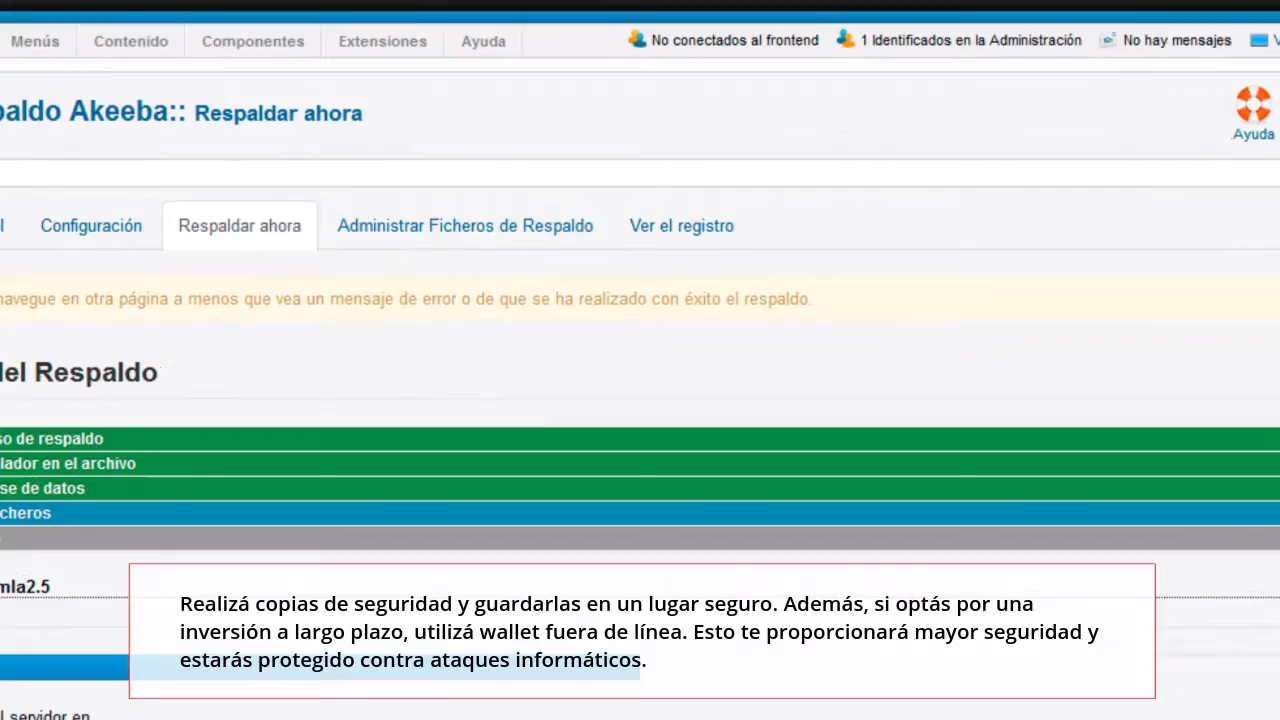 Menús Contenido Componentes Extensiones Ayuda No conectados al frontend 1 Identificados en la Administración No hay mensajes
paldo Akeeba:: Respaldar ahora
Ayuda
Configuración Respaldar ahora Administrar Ficheros de Respaldo Ver el registro
navegue en otra página a menos que vea un mensaje de error o de que se ha realizado con éxito el respaldo.
del Respaldo
so de respaldo
lador en el archivo
se de datos
cheros
mla2.5
Realizá copias de seguridad y guardarlas en un lugar seguro. Además, si optás por una
inversión a largo plazo, utilizá wallet fuera de línea. Esto te proporcionará mayor seguridad y
estarás protegido contra ataques informáticos.
l servidor en